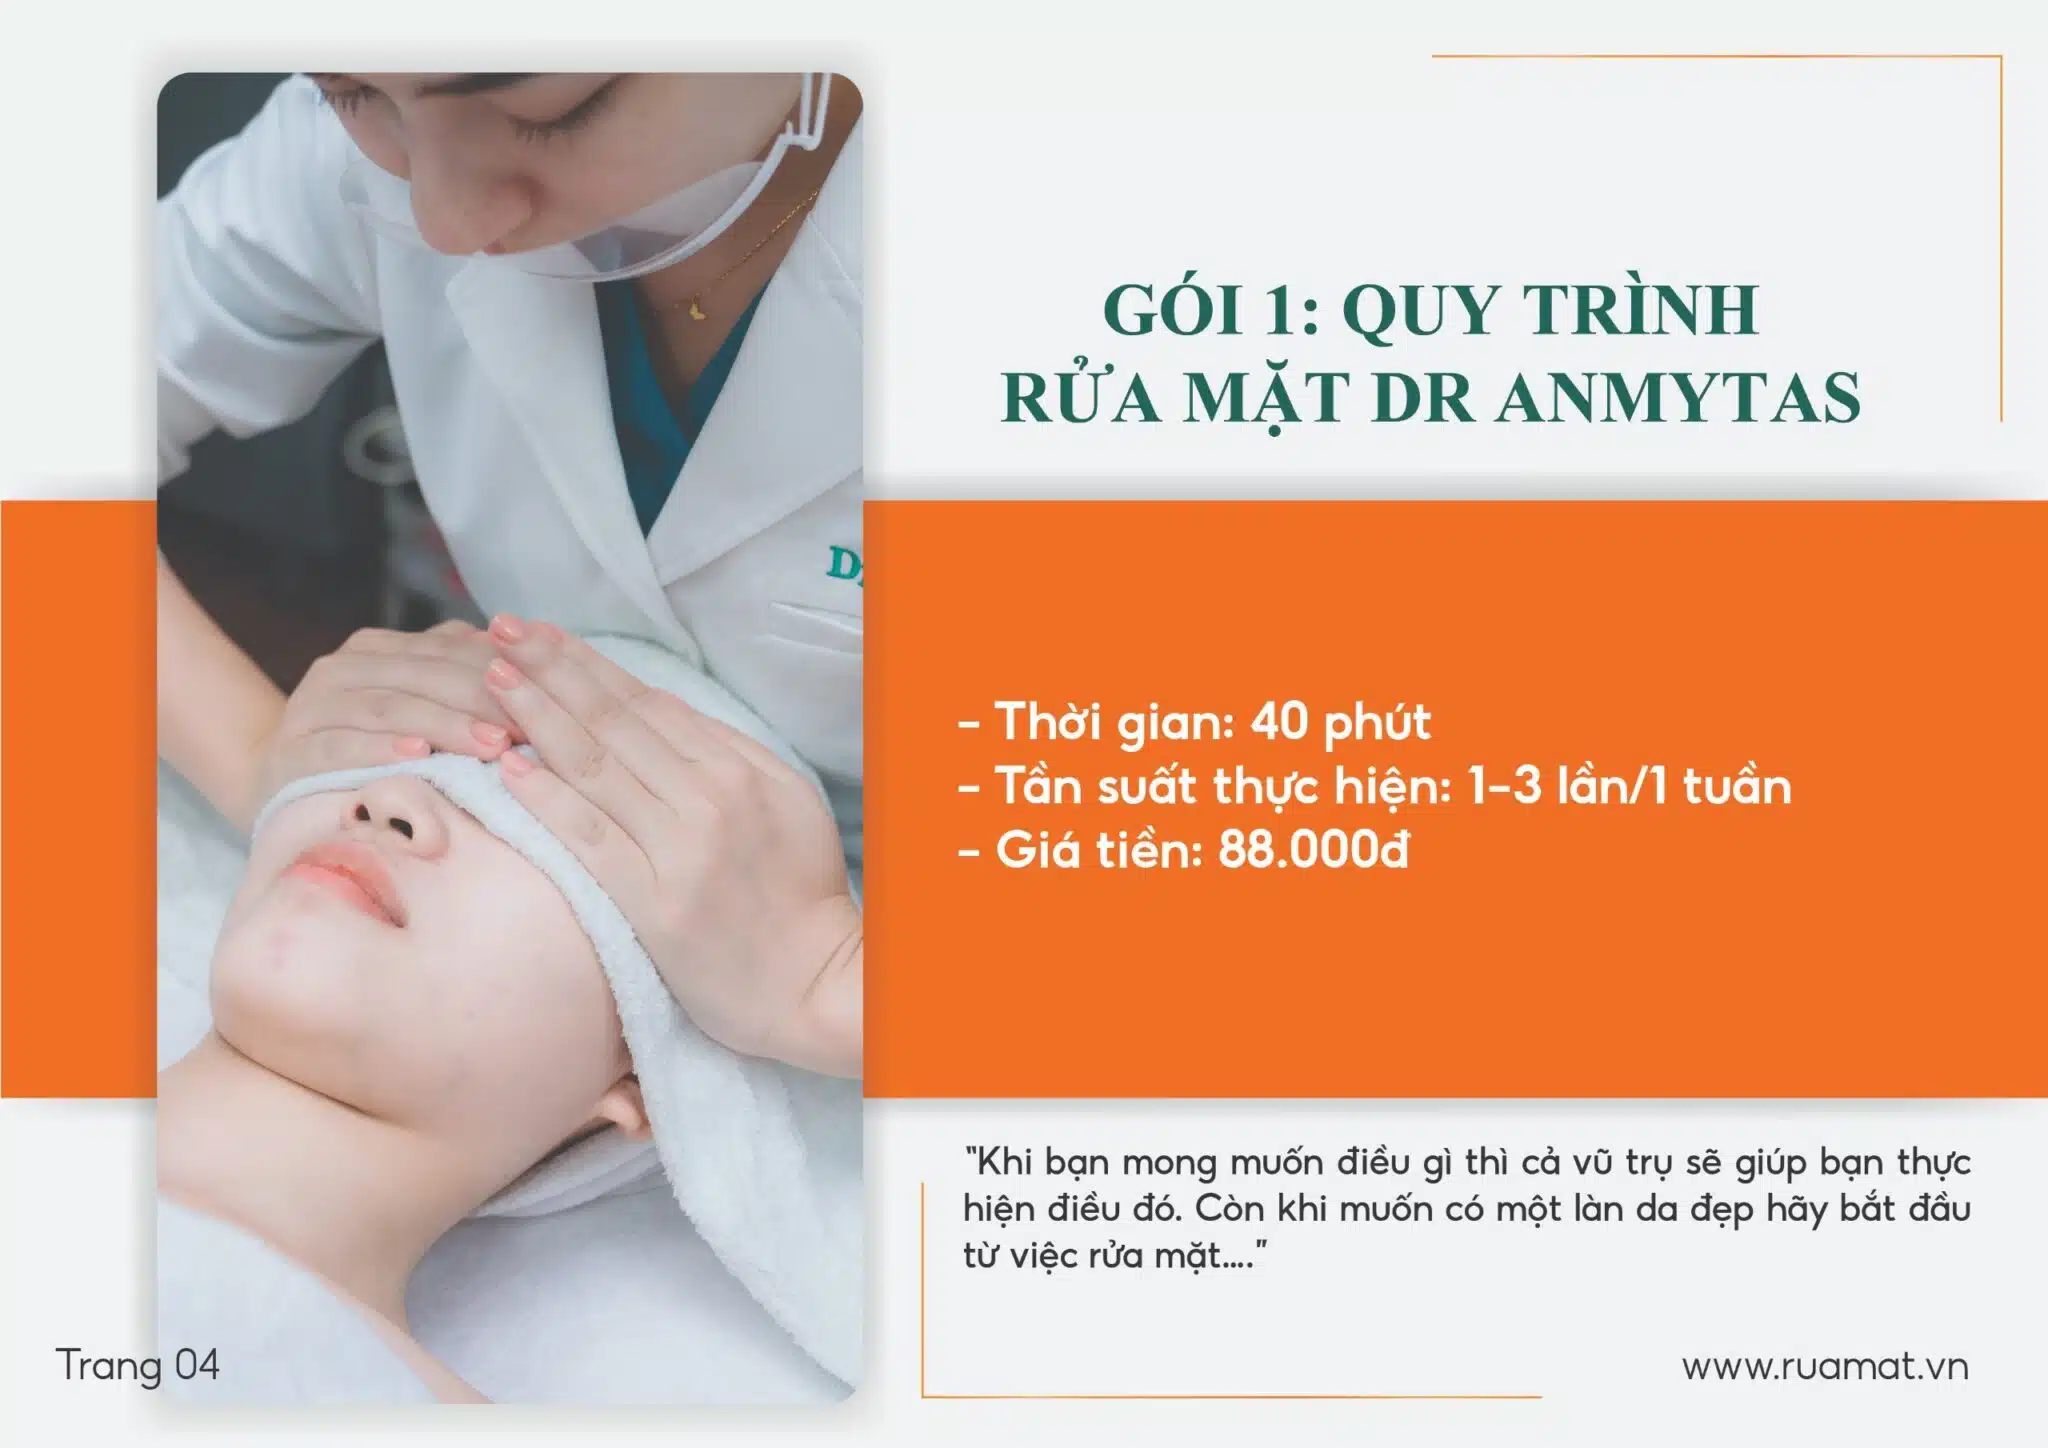 GÓI 1: QUY TRÌNH
RỬA MẶT DR ANMYTAS
- Thời gian: 40 phút
- Tần suất thực hiện: 1-3 lần/1 tuần
- Giá tiền: 88.000đ
"Khi bạn mong muốn điều gì thì cả vũ trụ sẽ giúp bạn thực
hiện điều đó. Còn khi muốn có một làn da đẹp hãy bắt đầu
từ việc rửa mặt...."
Trang 04
www.ruamat.vn